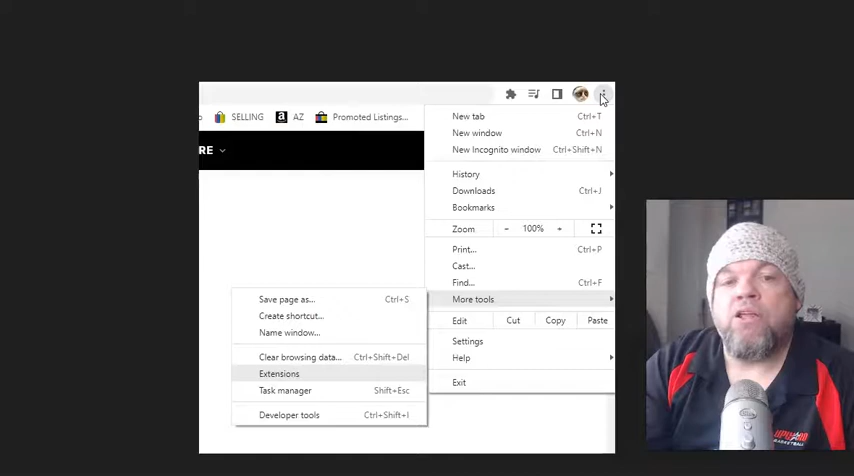 SELLING
AZ
Promoted Listings...
RE
New tab Ctrl+T
New window Ctrl+N
New Incognito window Ctrl+Shift+N
History
Downloads Ctrl+J
Bookmarks
Zoom - 100% +
Print... Ctrl+P
Cast...
Find... Ctrl+F
More tools
Edit Cut Copy Paste
Settings
Help
Exit
Save page as... Ctrl+S
Create shortcut...
Name window...
Clear browsing data... Ctrl+Shift+Del
Extensions
Task manager Shift+Esc
Developer tools Ctrl+Shift+I
BASKETBALL